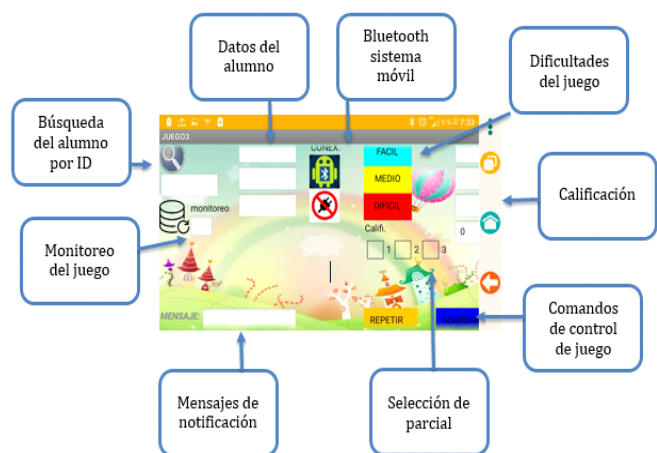 Datos del
alumno
Bluetooth
sistema
móvil
Dificultades
del juego
Búsqueda
del alumno
por ID
7:33
JUEGO3
CONEX.
FACIL
MEDIO
DIFICIL
Calificación
monitoreo
Monitoreo
del juego
Califi.
0
1 2 3
Comandos
de control
de juego
MENSAJE:
REPETIR
Mensajes de
notificación
Selección de
parcial